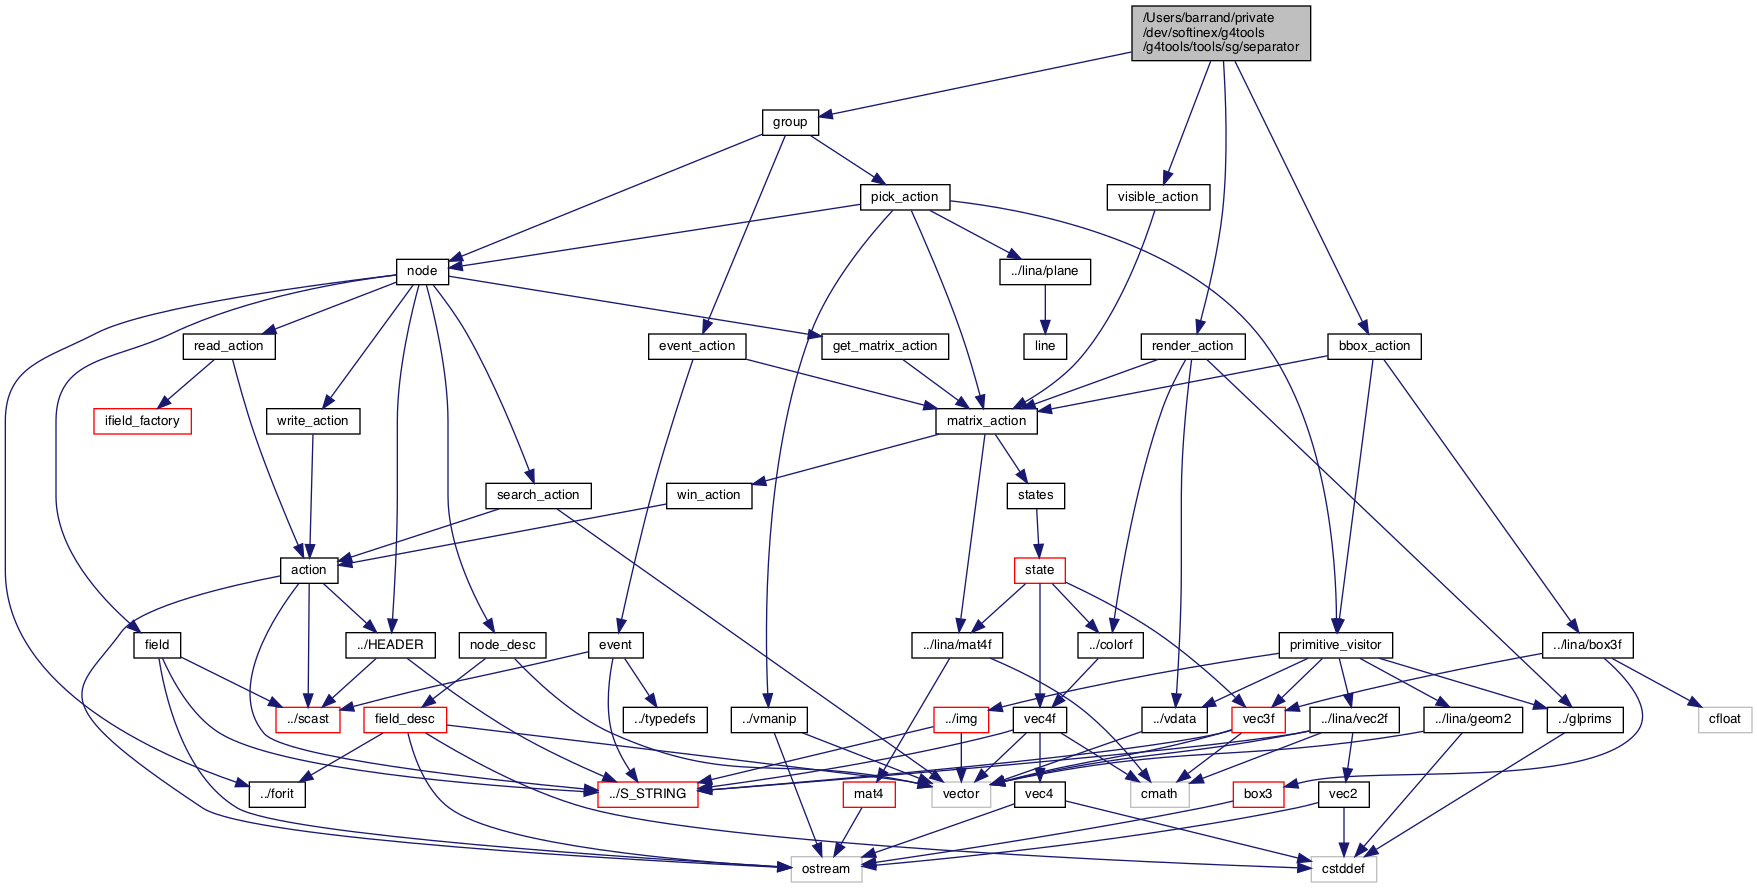 /Users/barrand/private
/dev/softinex/g4tools
/g4tools/tools/sg/separator
group
pick_action
visible_action
node
../lina/plane
read_action
event_action
get_matrix_action
line
render_action
bbox_action
ifield_factory
write_action
matrix_action
search_action
win_action
states
action
state
field
../HEADER
node_desc
event
../lina/mat4f
../colorf
primitive_visitor
../lina/box3f
../scast
field_desc
../typedefs
../vmanip
../img
vec4f
../vdata
vec3f
../lina/vec2f
../lina/geom2
../glprims
cfloat
../forit
../S_STRING
mat4
vector
vec4
cmath
box3
vec2
ostream
cstddef